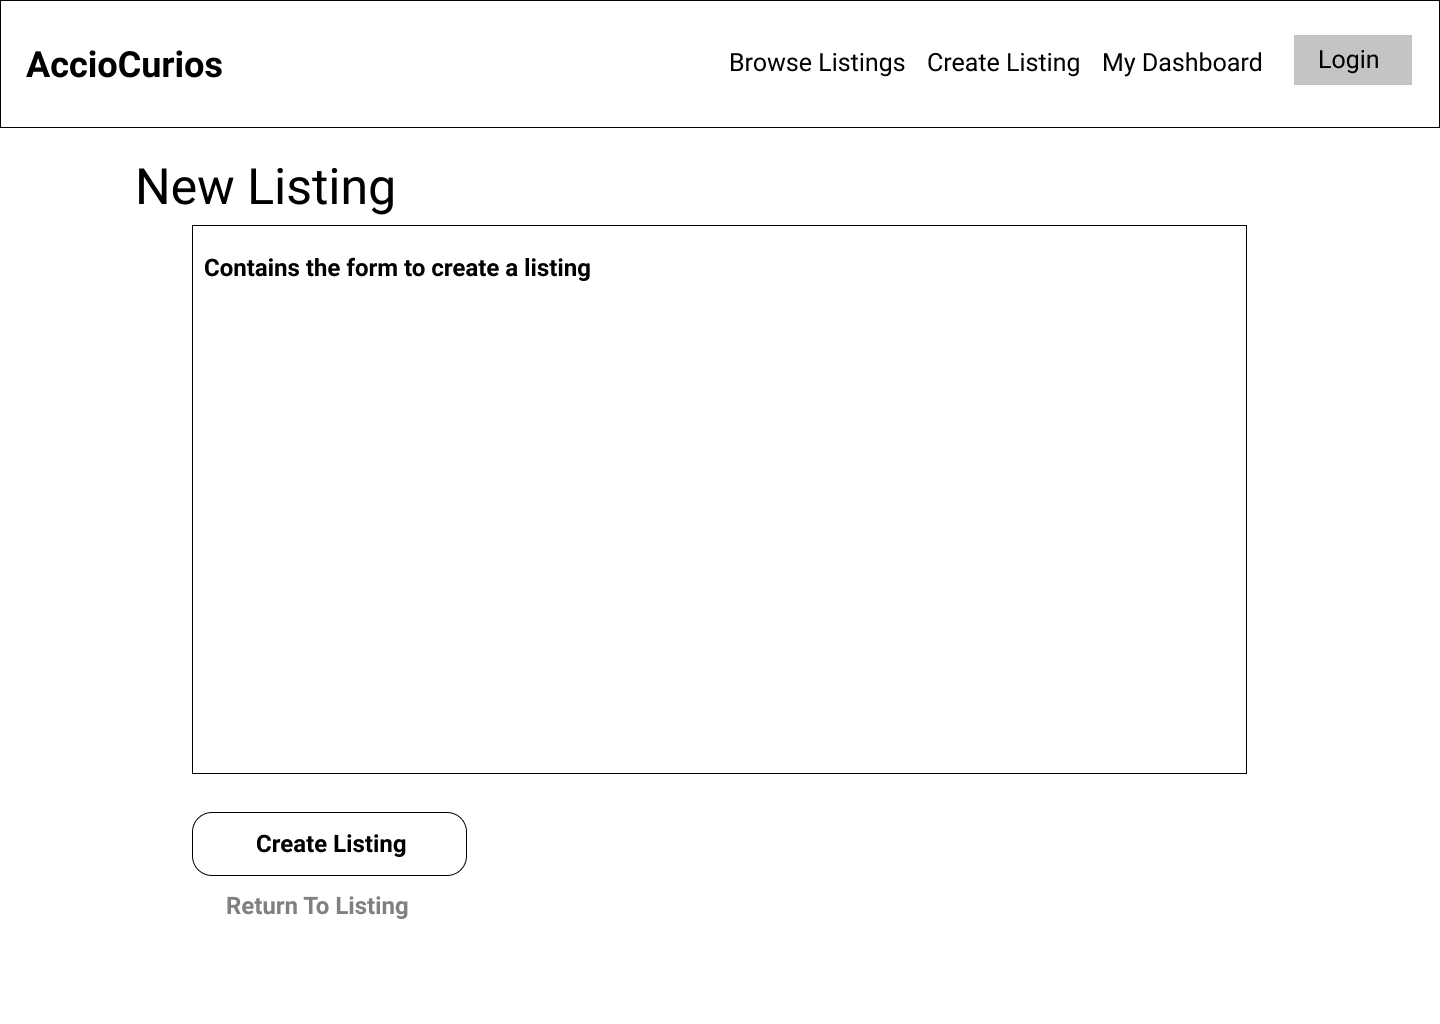 AccioCurios
Browse Listings Create Listing My Dashboard Login
New Listing
Contains the form to create a listing
Create Listing
Return To Listing